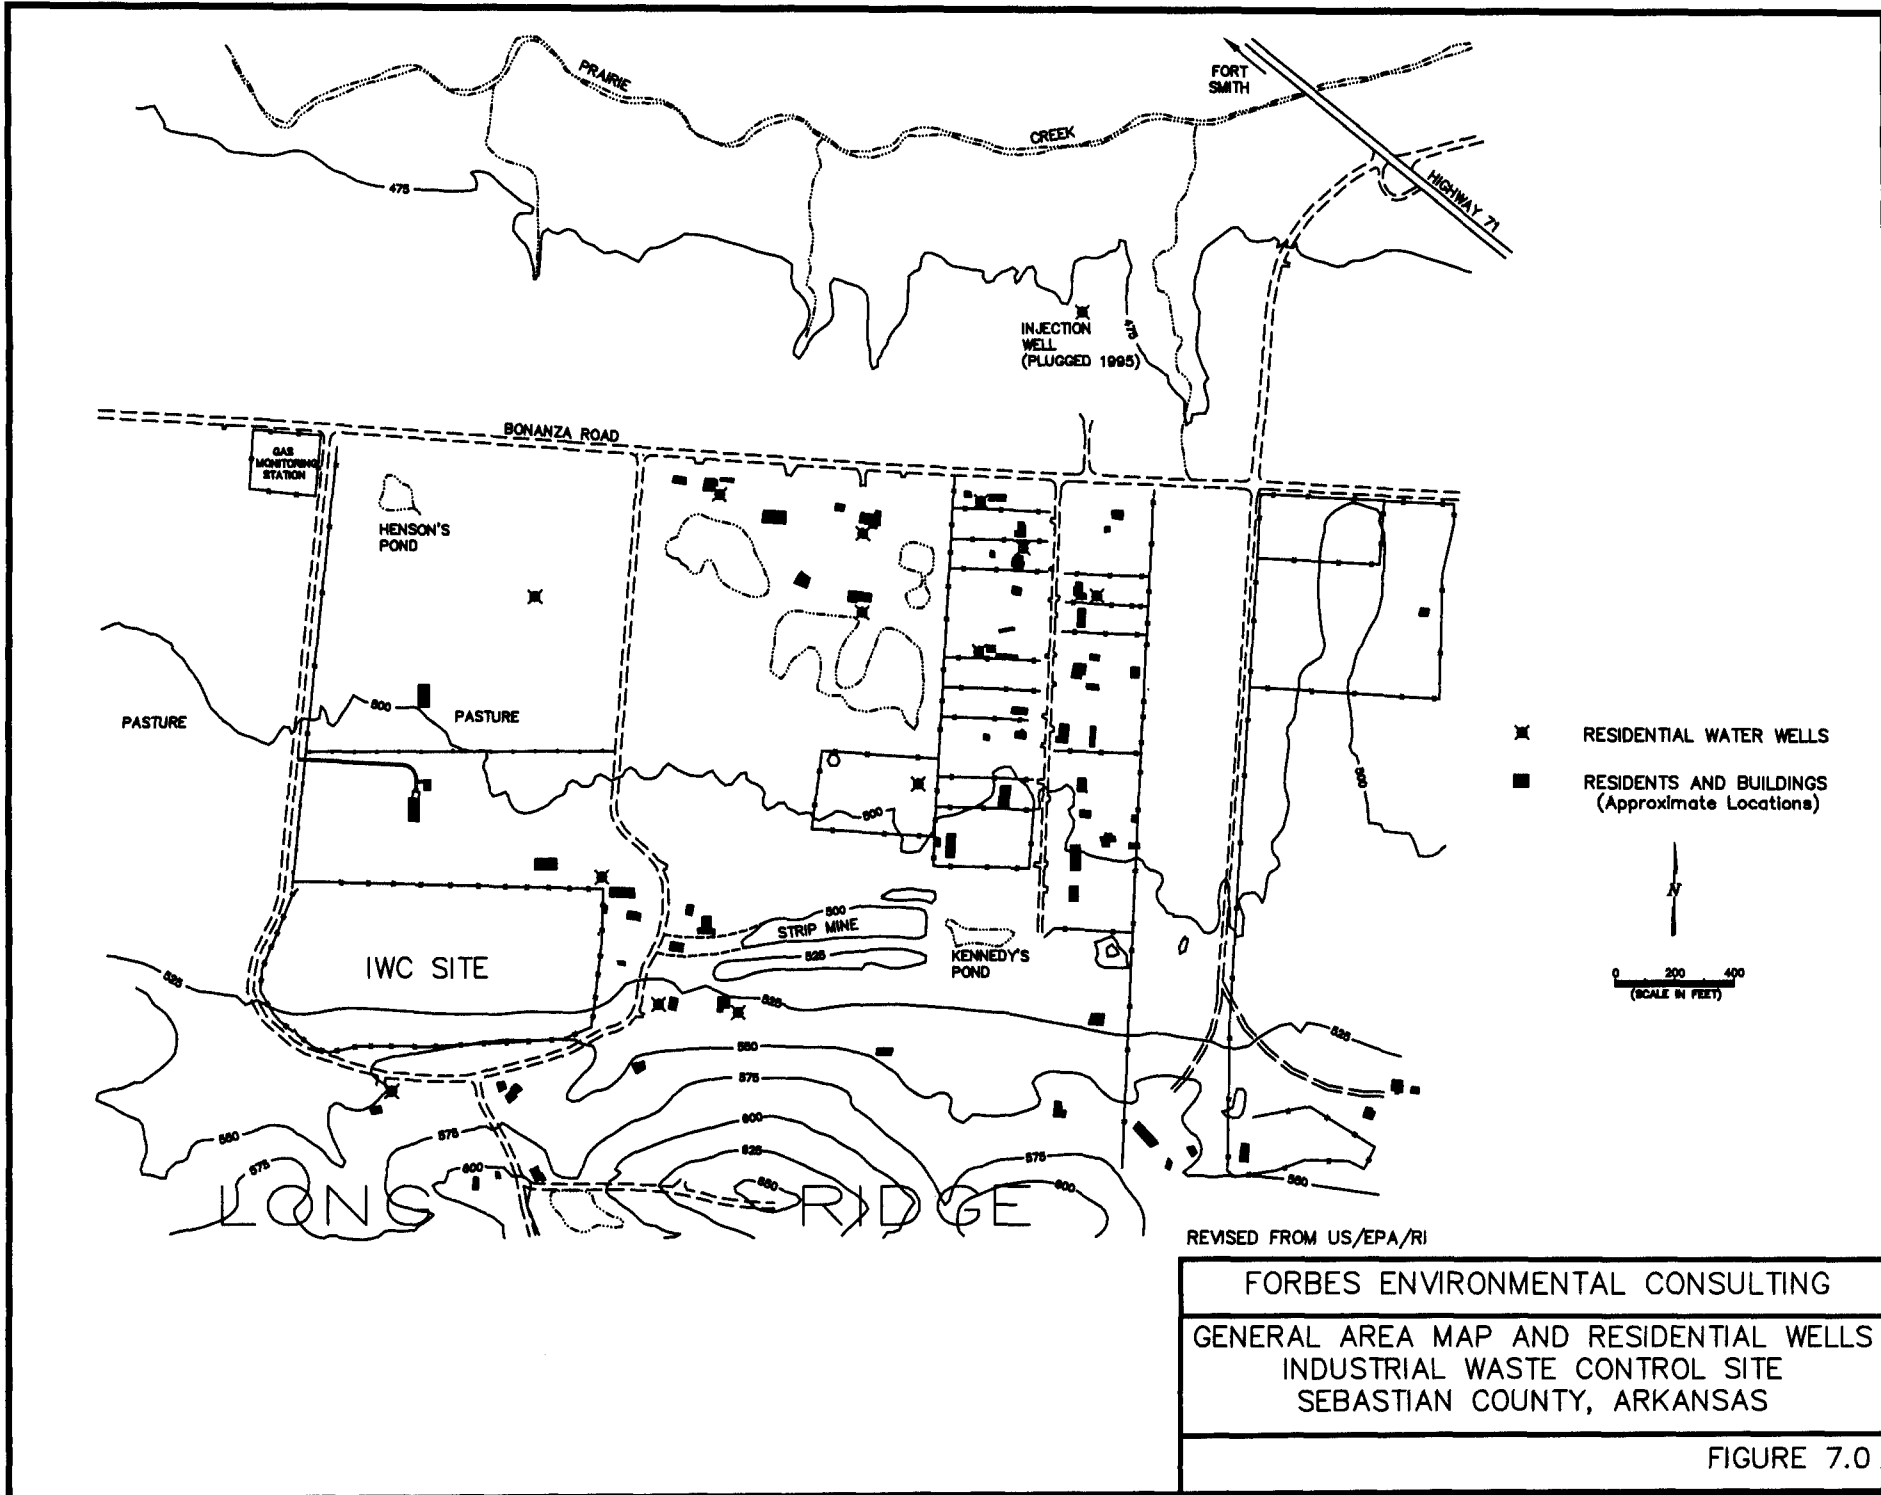 PRAIRIE
CREEK
FORT
SMITH
HIGHWAY 71
475
475
INJECTION
WELL
(PLUGGED 1995)
BONANZA ROAD
GAS
MONITORING
STATION
HENSON'S
POND
PASTURE
500
PASTURE
500
500
RESIDENTIAL WATER WELLS
RESIDENTS AND BUILDINGS
(Approximate Locations)
N
0 200 400
(SCALE IN FEET)
500
STRIP MINE
525
KENNEDY'S
POND
IWC SITE
525
525
525
550
575
600
625
650
550
575
575
600
575
600
550
LONG RIDGE
REVISED FROM US/EPA/RI
FORBES ENVIRONMENTAL CONSULTING
GENERAL AREA MAP AND RESIDENTIAL WELLS
INDUSTRIAL WASTE CONTROL SITE
SEBASTIAN COUNTY, ARKANSAS
FIGURE 7.0